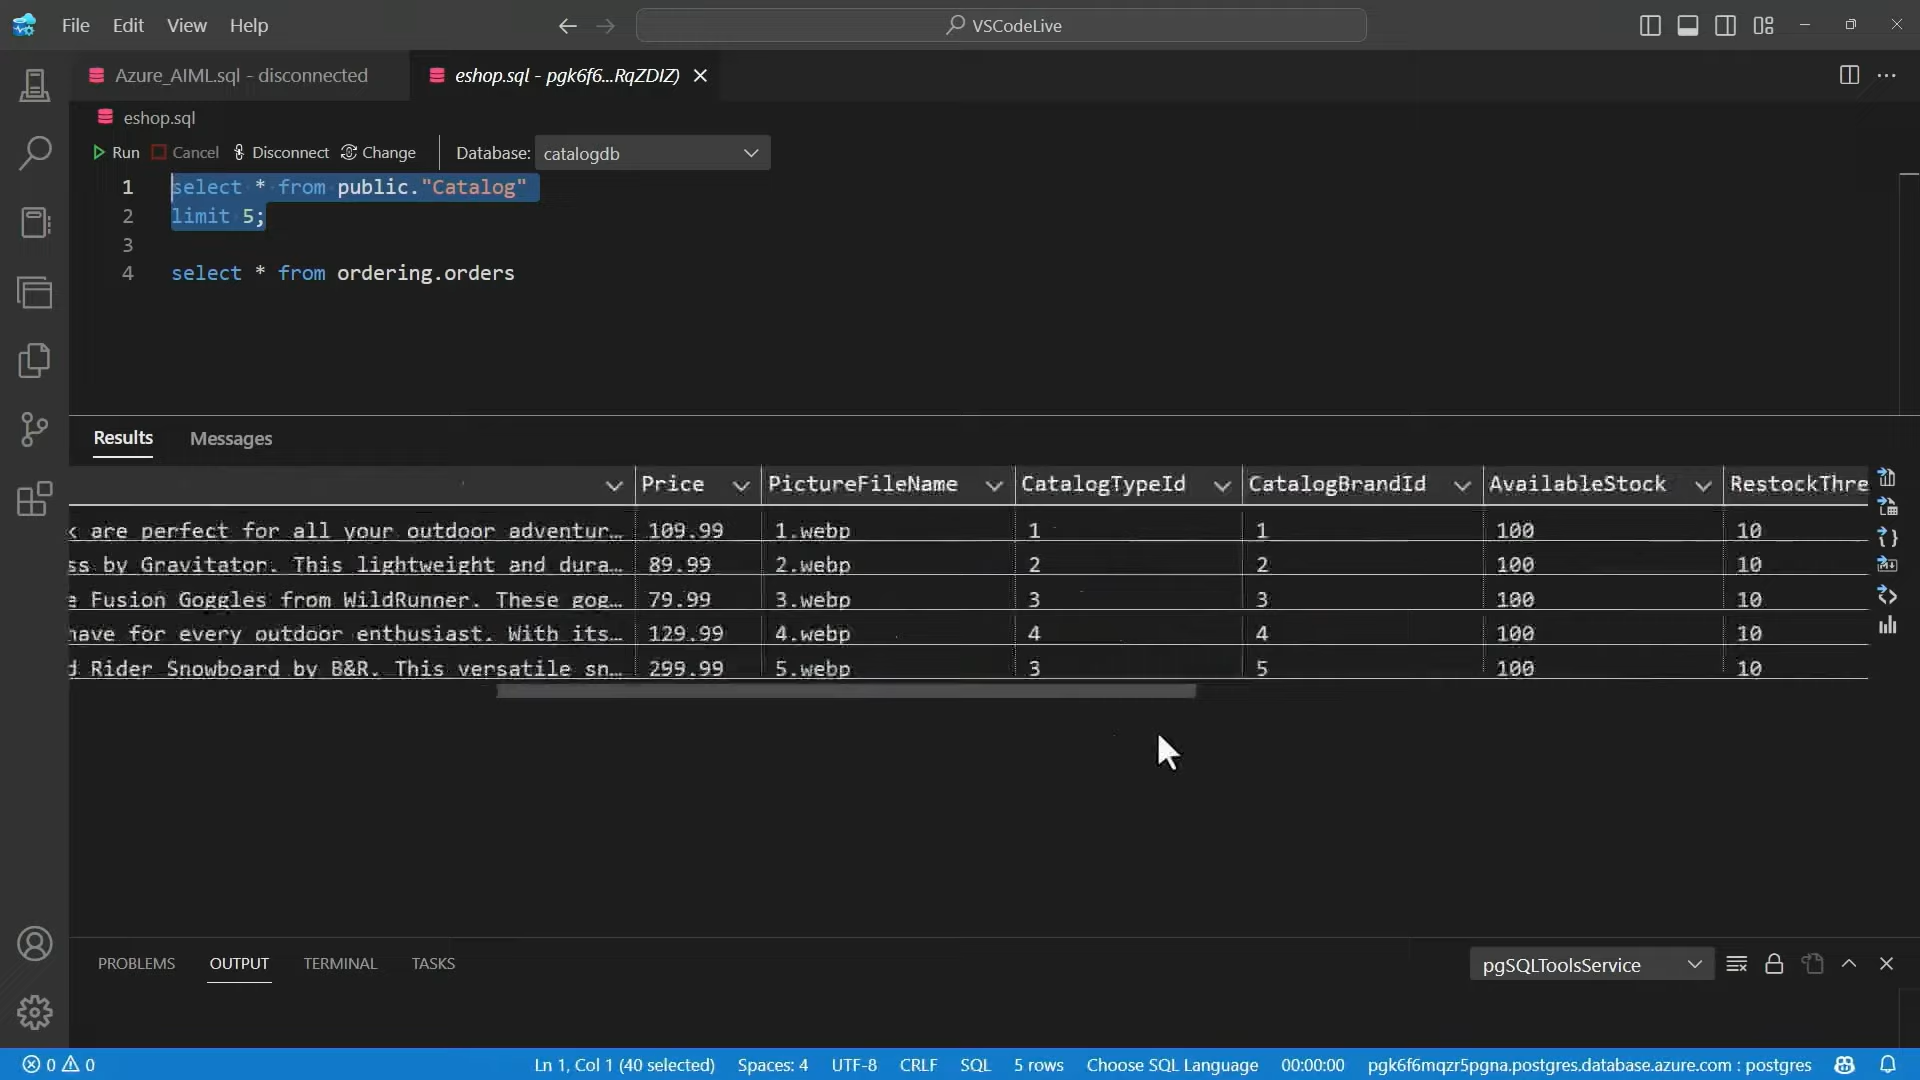 File Edit View Help VSCodeLive
Azure_AIML.sql - disconnected eshop.sql - pgk6f6...RqZDIZ)
eshop.sql
Run Cancel Disconnect Change Database: catalogdb
1 select * from public."Catalog"
2 limit 5;
3
4 select * from ordering.orders
Results Messages
Price PictureFileName CatalogTypeId CatalogBrandId AvailableStock RestockThre
k are perfect for all your outdoor adventur… 109.99 1.webp 1 1 100 10
ss by Gravitator. This lightweight and dura… 89.99 2.webp 2 2 100 10
e Fusion Goggles from WildRunner. These gog… 79.99 3.webp 3 3 100 10
have for every outdoor enthusiast. With its… 129.99 4.webp 4 4 100 10
d Rider Snowboard by B&R. This versatile sn… 299.99 5.webp 3 5 100 10
PROBLEMS OUTPUT TERMINAL TASKS pgSQLToolsService
0 0 Ln 1, Col 1 (40 selected) Spaces: 4 UTF-8 CRLF SQL 5 rows Choose SQL Language 00:00:00 pgk6f6mqzr5pgna.postgres.database.azure.com : postgres